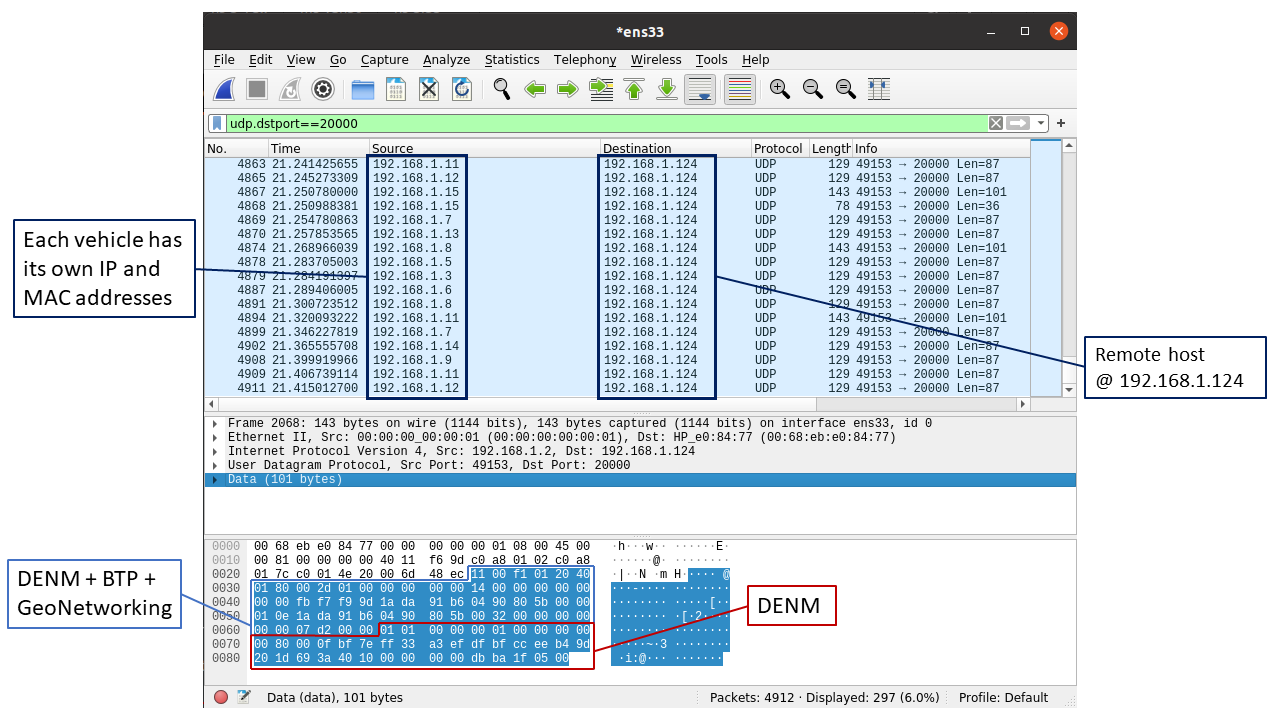 *ens33
File Edit View Go Capture Analyze Statistics Telephony Wireless Tools Help
udp.dstport==20000
No. Time Source Destination Protocol Length Info
4863 21.241425655 192.168.1.11 192.168.1.124 UDP 129 49153 → 20000 Len=87
4865 21.245273309 192.168.1.12 192.168.1.124 UDP 129 49153 → 20000 Len=87
4867 21.250780000 192.168.1.15 192.168.1.124 UDP 143 49153 → 20000 Len=101
4868 21.250988381 192.168.1.15 192.168.1.124 UDP 78 49153 → 20000 Len=36
4869 21.254780863 192.168.1.7 192.168.1.124 UDP 129 49153 → 20000 Len=87
4870 21.257853565 192.168.1.13 192.168.1.124 UDP 129 49153 → 20000 Len=87
4874 21.268966039 192.168.1.8 192.168.1.124 UDP 143 49153 → 20000 Len=101
4878 21.283705003 192.168.1.5 192.168.1.124 UDP 129 49153 → 20000 Len=87
4879 21.284191397 192.168.1.3 192.168.1.124 UDP 129 49153 → 20000 Len=87
4887 21.289406005 192.168.1.6 192.168.1.124 UDP 129 49153 → 20000 Len=87
4891 21.300723512 192.168.1.8 192.168.1.124 UDP 129 49153 → 20000 Len=87
4894 21.320093222 192.168.1.11 192.168.1.124 UDP 143 49153 → 20000 Len=101
4899 21.346227819 192.168.1.7 192.168.1.124 UDP 129 49153 → 20000 Len=87
4902 21.365555708 192.168.1.14 192.168.1.124 UDP 129 49153 → 20000 Len=87
4908 21.399919966 192.168.1.9 192.168.1.124 UDP 129 49153 → 20000 Len=87
4909 21.406739114 192.168.1.11 192.168.1.124 UDP 129 49153 → 20000 Len=87
4911 21.415012700 192.168.1.12 192.168.1.124 UDP 129 49153 → 20000 Len=87
Each vehicle has
its own IP and
MAC addresses
Remote host
@ 192.168.1.124
Frame 2068: 143 bytes on wire (1144 bits), 143 bytes captured (1144 bits) on interface ens33, id 0
Ethernet II, Src: 00:00:00_00:00:01 (00:00:00:00:00:01), Dst: HP_e0:84:77 (00:68:eb:e0:84:77)
Internet Protocol Version 4, Src: 192.168.1.2, Dst: 192.168.1.124
User Datagram Protocol, Src Port: 49153, Dst Port: 20000
Data (101 bytes)
0000 00 68 eb e0 84 77 00 00 00 00 00 01 08 00 45 00 ·h···w·· ······E·
0010 00 81 00 00 00 00 40 11 f6 9d c0 a8 01 02 c0 a8 ······@· ········
0020 01 7c c0 01 4e 20 00 6d 48 ec 11 00 f1 01 20 40 ·|··N ·m H····· @
0030 01 80 00 2d 01 00 00 00 00 14 00 00 00 00 00 00 ···-···· ········
0040 00 00 fb f7 f9 9d 1a da 91 b6 04 90 80 5b 00 00 ········ ·····[··
0050 01 0e 1a da 91 b6 04 90 80 5b 00 32 00 00 00 00 ········ ·[·2····
0060 00 00 07 d2 00 00 01 01 00 00 00 01 00 00 00 00 ········ ········
0070 00 80 00 0f bf 7e ff 33 a3 ef df bf cc ee b4 9d ·····~·3 ········
0080 20 1d 69 3a 40 10 00 00 00 00 db ba 1f 05 00 ·i:@··· ·······
DENM + BTP +
GeoNetworking
DENM
Data (data), 101 bytes Packets: 4912 · Displayed: 297 (6.0%) Profile: Default